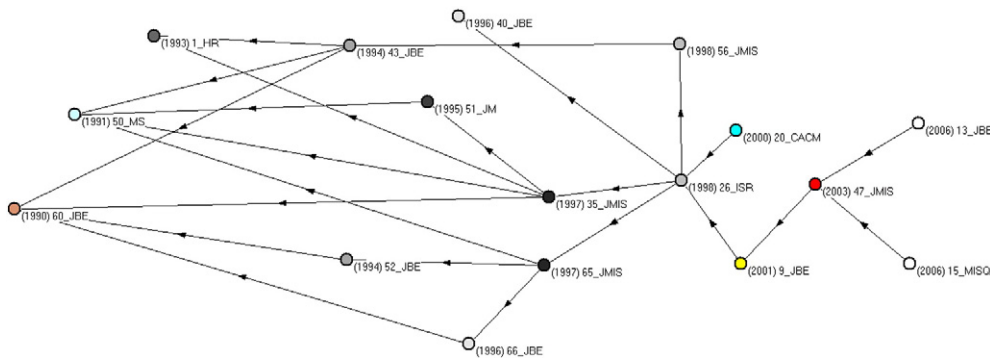 (1996) 40_JBE
(1993) 1_HR
(1994) 43_JBE
(1998) 56_JMIS
(1995) 51_JM
(1991) 50_MS
(2006) 13_JBE
(2000) 20_CACM
(1998) 26_ISR
(2003) 47_JMIS
(1997) 35_JMIS
(1990) 60_JBE
(1994) 52_JBE
(1997) 65_JMIS
(2001) 9_JBE
(2006) 15_MISQ
(1996) 66_JBE